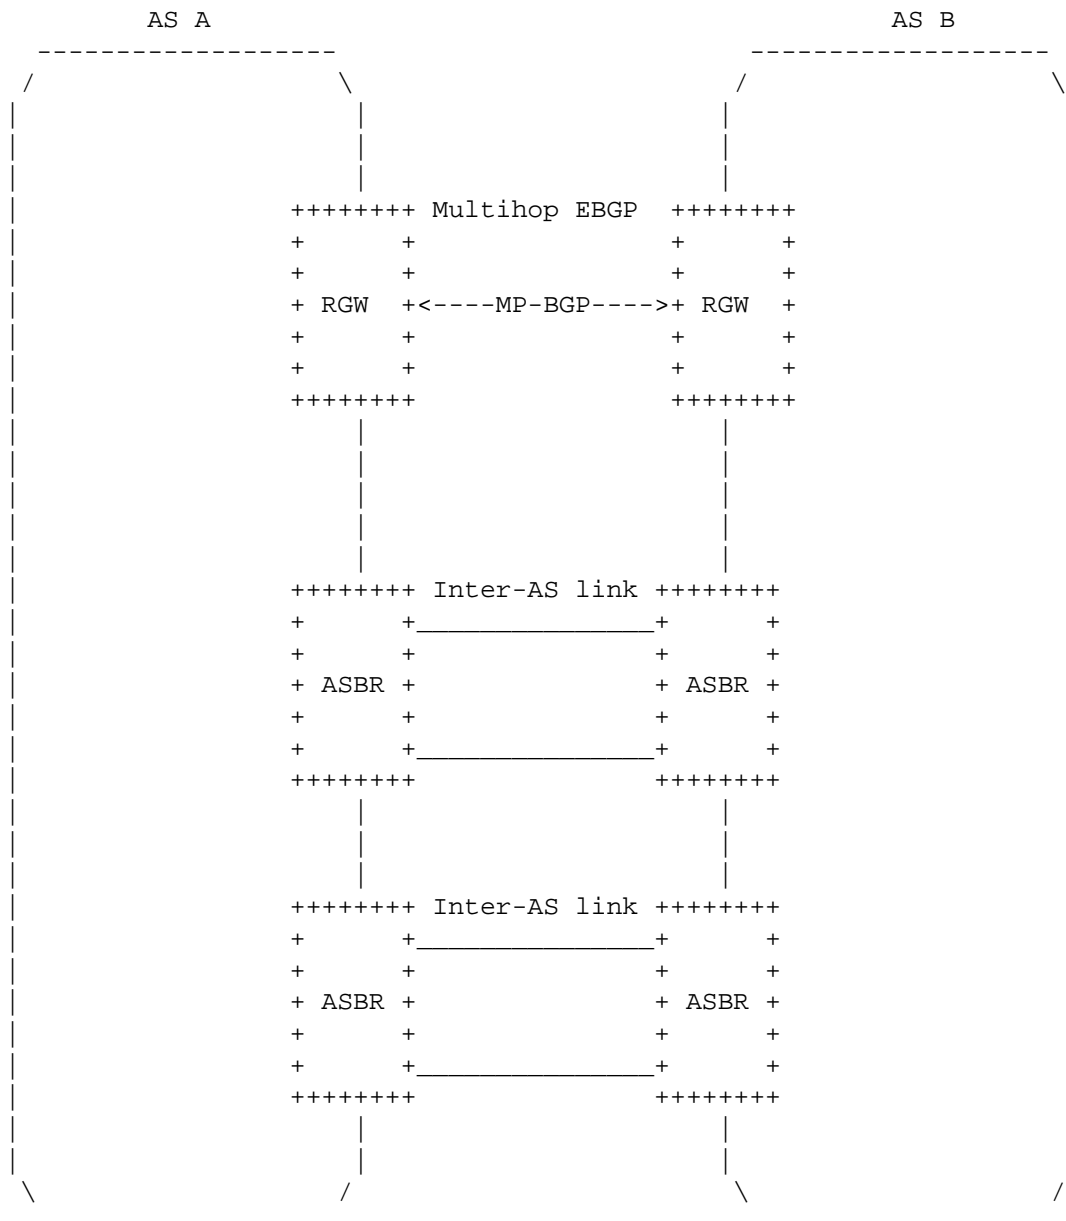 AS A AS B
Multihop EBGP
RGW <----MP-BGP----> RGW
Inter-AS link
ASBR ASBR
Inter-AS link
ASBR ASBR